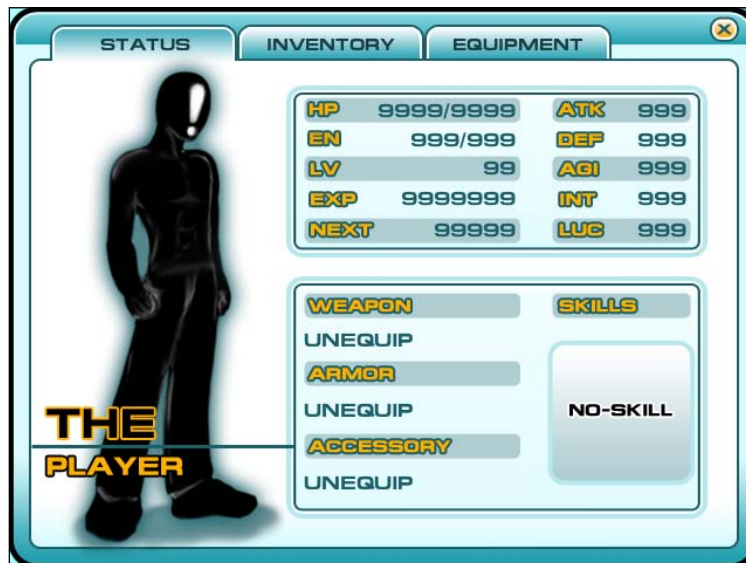 STATUS INVENTORY EQUIPMENT
HP 9999/9999 ATK 999
EN 999/999 DEF 999
LV 99 AGI 999
EXP 9999999 INT 999
NEXT 99999 LUC 999
WEAPON SKILLS
UNEQUIP
ARMOR
UNEQUIP
NO-SKILL
ACCESSORY
UNEQUIP
THE
PLAYER